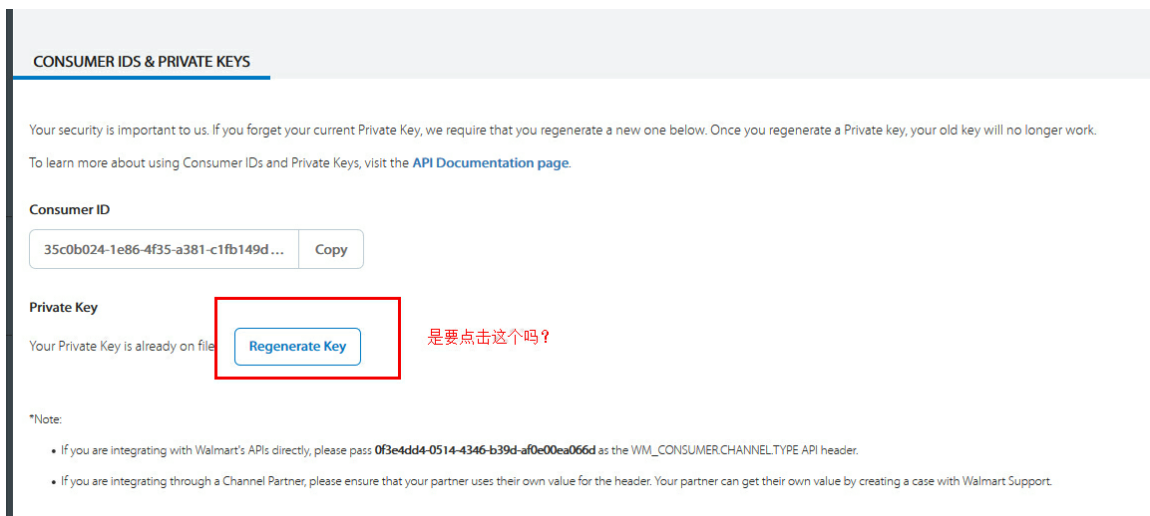 CONSUMER IDS & PRIVATE KEYS
Your security is important to us. If you forget your current Private Key, we require that you regenerate a new one below. Once you regenerate a Private key, your old key will no longer work.
To learn more about using Consumer IDs and Private Keys, visit the API Documentation page.
Consumer ID
35c0b024-1e86-4f35-a381-c1fb149d... Copy
Private Key
Your Private Key is already on file Regenerate Key 是要点击这个吗？
*Note:
• If you are integrating with Walmart's APIs directly, please pass 0f3e4dd4-0514-4346-b39d-af0e00ea066d as the WM_CONSUMER.CHANNEL.TYPE API header.
• If you are integrating through a Channel Partner, please ensure that your partner uses their own value for the header. Your partner can get their own value by creating a case with Walmart Support.